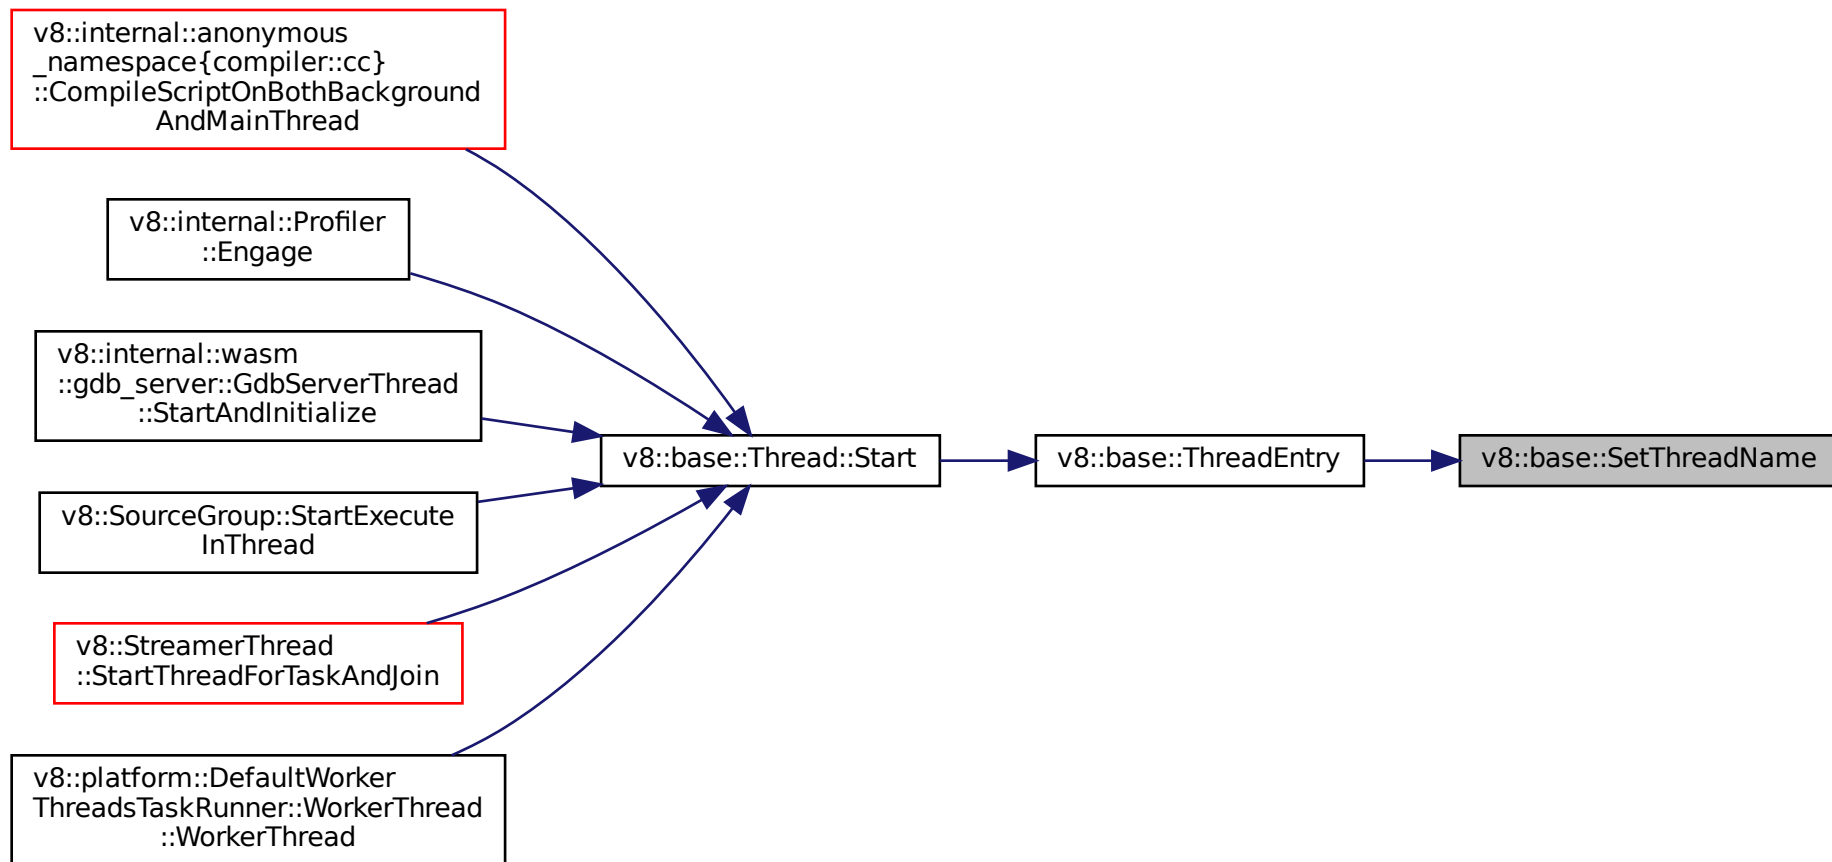 v8::internal::anonymous
_namespace{compiler::cc}
::CompileScriptOnBothBackground
AndMainThread
v8::internal::Profiler
::Engage
v8::internal::wasm
::gdb_server::GdbServerThread
::StartAndInitialize
v8::SourceGroup::StartExecute
InThread
v8::StreamerThread
::StartThreadForTaskAndJoin
v8::platform::DefaultWorker
ThreadsTaskRunner::WorkerThread
::WorkerThread
v8::base::Thread::Start
v8::base::ThreadEntry
v8::base::SetThreadName